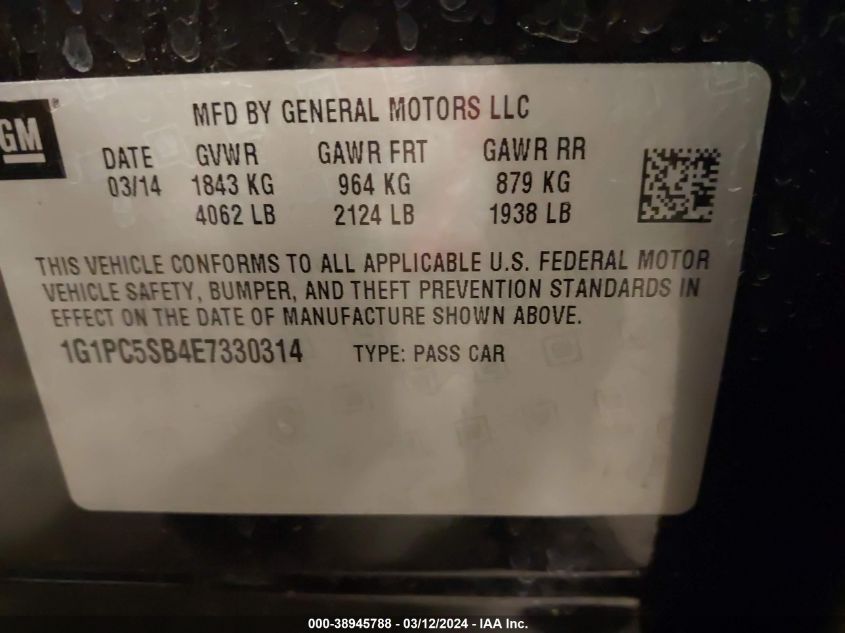 GM®
MFD BY GENERAL MOTORS LLC
DATE GVWR GAWR FRT GAWR RR
03/14 1843 KG 964 KG 879 KG
4062 LB 2124 LB 1938 LB
THIS VEHICLE CONFORMS TO ALL APPLICABLE U.S. FEDERAL MOTOR
VEHICLE SAFETY, BUMPER, AND THEFT PREVENTION STANDARDS IN
EFFECT ON THE DATE OF MANUFACTURE SHOWN ABOVE.
1G1PC5SB4E7330314 TYPE: PASS CAR
000-38945788 - 03/12/2024 - IAA Inc.